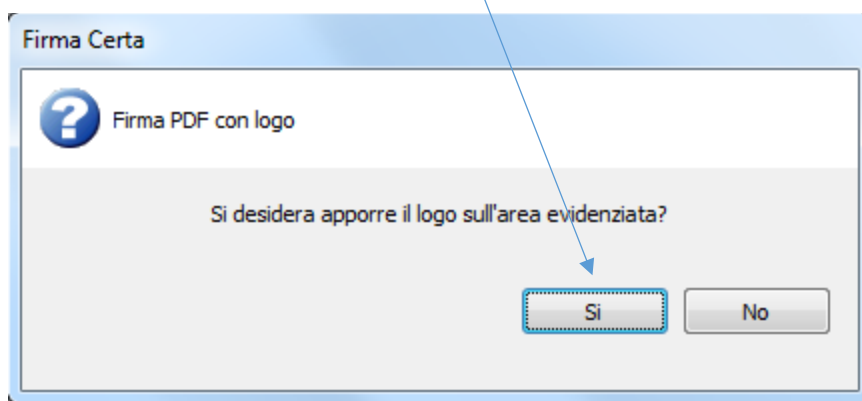 Firma Certa
Firma PDF con logo
Si desidera apporre il logo sull'area evidenziata?
Si
No